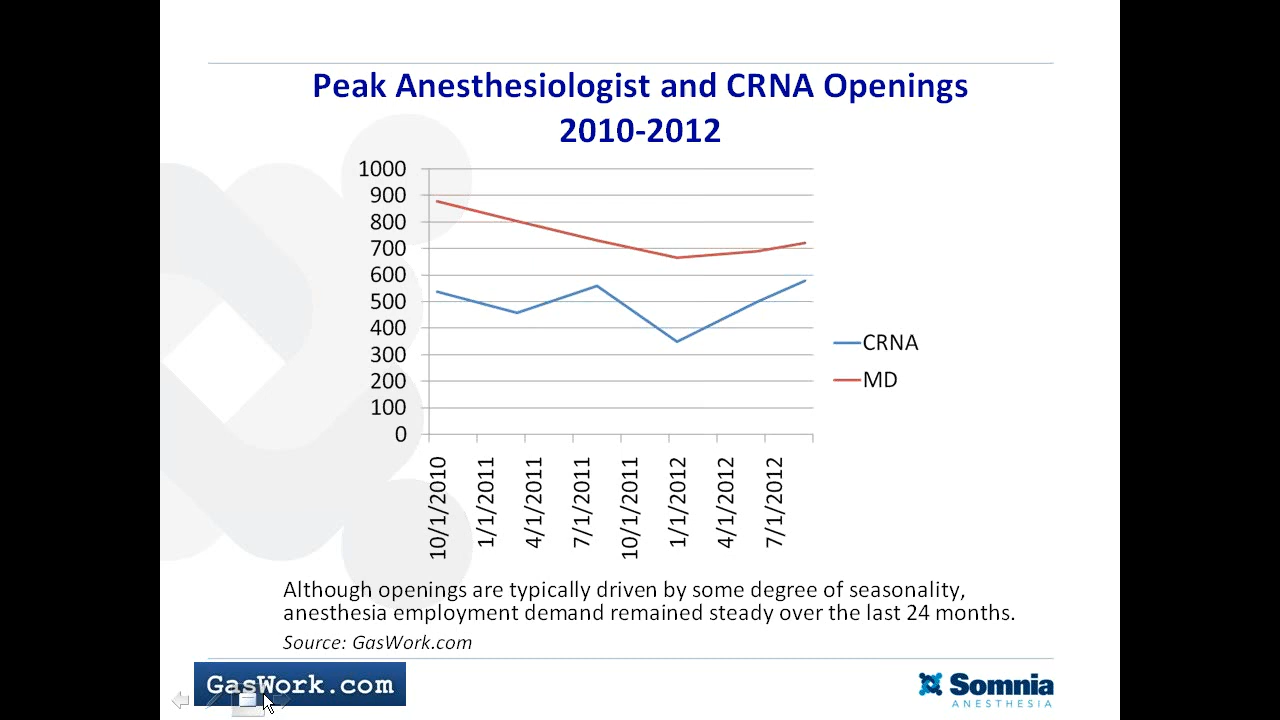 Peak Anesthesiologist and CRNA Openings
2010-2012
1000
900
800
700
600
500
400
300
200
100
0
10/1/2010
1/1/2011
4/1/2011
7/1/2011
10/1/2011
1/1/2012
4/1/2012
7/1/2012
CRNA
MD
Although openings are typically driven by some degree of seasonality,
anesthesia employment demand remained steady over the last 24 months.
Source: GasWork.com
GasWork.com
Somnia
ANESTHESIA